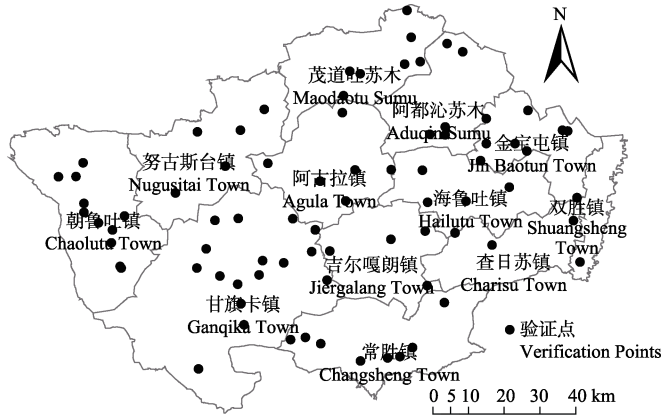 N
茂道吐苏木
Maodaotu Sumu
阿都沁苏木
Aduqin Sumu
金宝屯镇
Jin Baotun Town
努古斯台镇
Nugusitai Town
阿古拉镇
Agula Town
海鲁吐镇
Hailutu Town
双胜镇
Shuangsheng
Town
朝鲁吐镇
Chaolutu Town
吉尔嘎朗镇
Jiergalang Town
查日苏镇
Charisu Town
甘旗卡镇
Ganqika Town
常胜镇
Changsheng Town
验证点
Verification Points
0 5 10 20 30 40 km